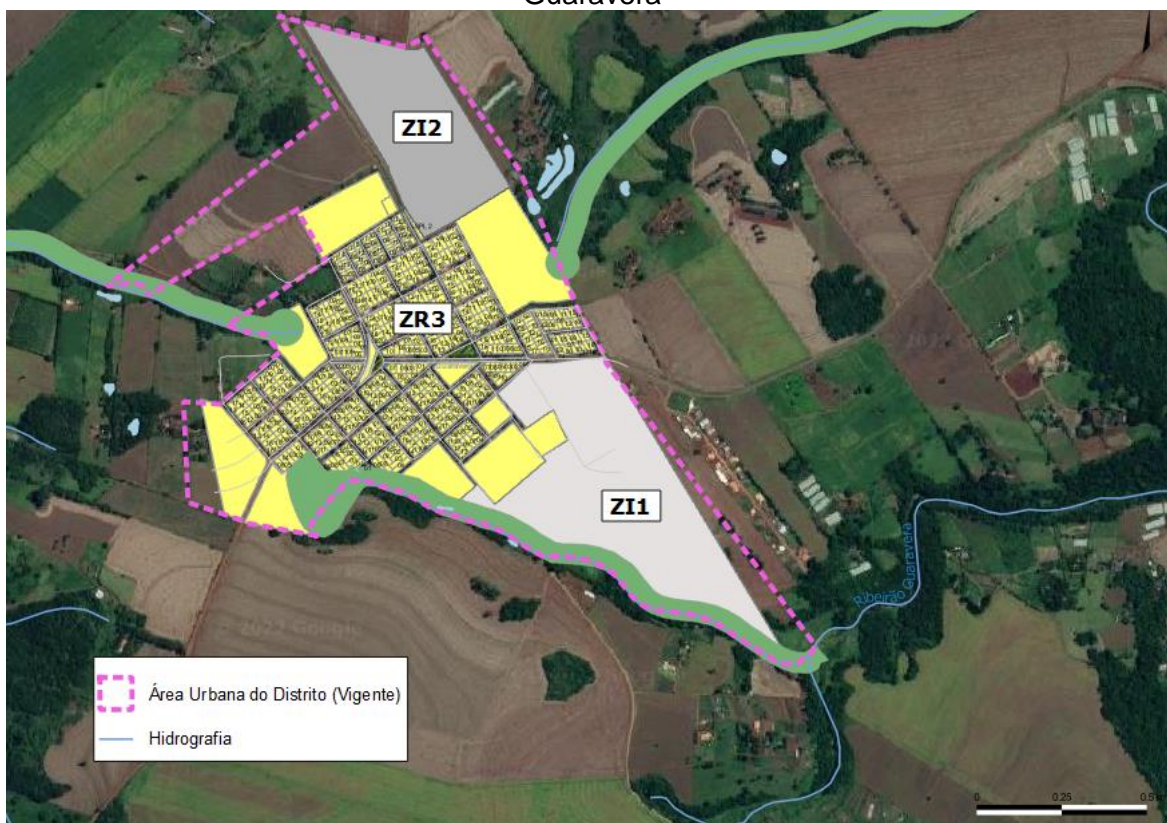 Guaravera
ZI2
ZR3
ZI1
Ribeirão Guaravera
Área Urbana do Distrito (Vigente)
Hidrografia
0 0.25 0.5